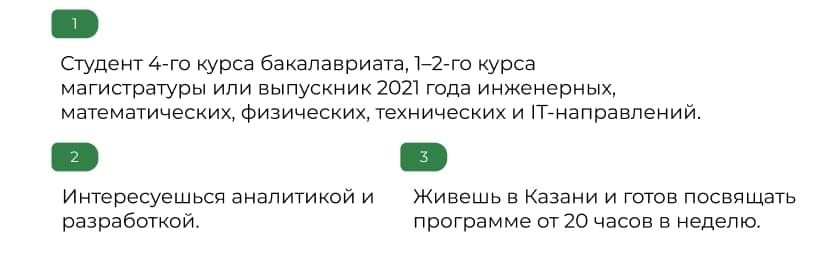 1
Студент 4-го курса бакалавриата, 1–2-го курса
магистратуры или выпускник 2021 года инженерных,
математических, физических, технических и IT-направлений.
2
Интересуешься аналитикой и
разработкой.
3
Живешь в Казани и готов посвящать
программе от 20 часов в неделю.